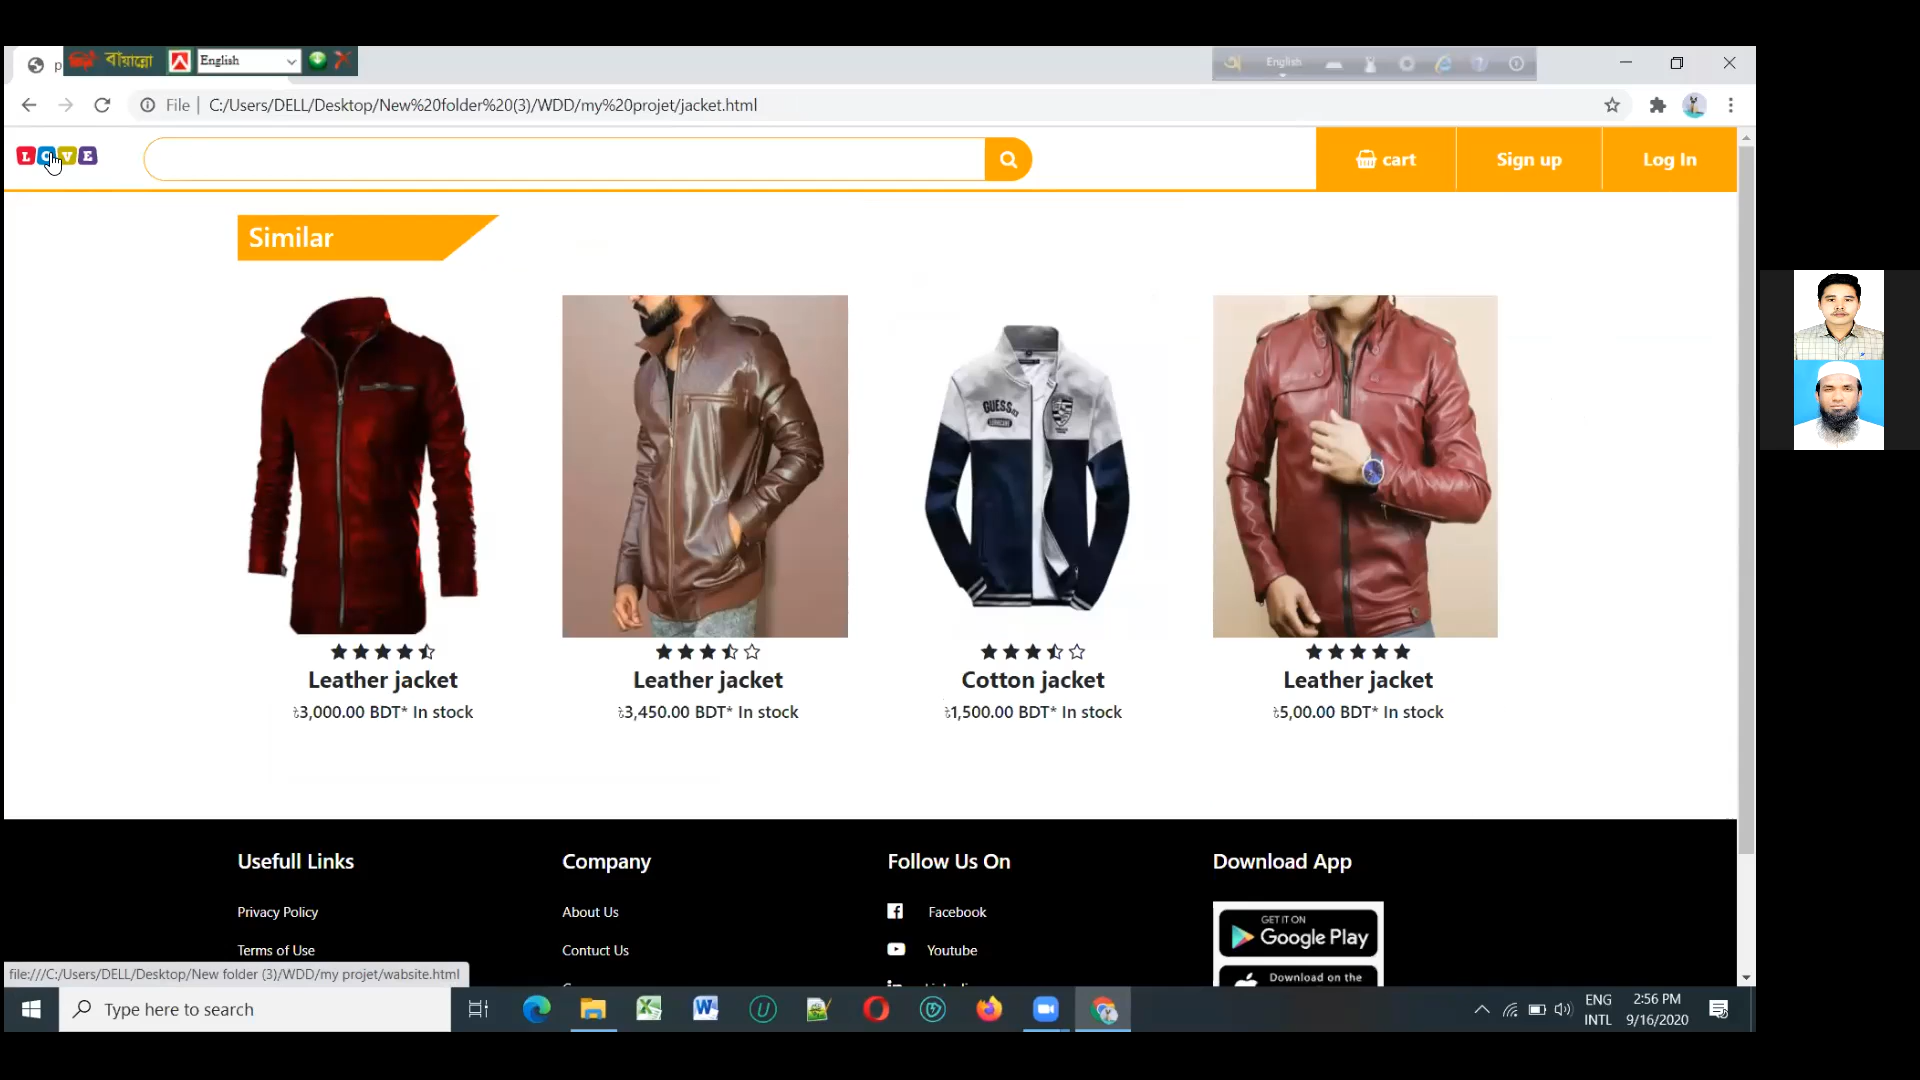 বায়ান্নো
English
English
File
C:/Users/DELL/Desktop/New%20folder%20(3)/WDD/my%20projet/jacket.html
LOVE
cart
Sign up
Log In
Similar
GUESS
Leather jacket
৳3,000.00 BDT* In stock
Leather jacket
৳3,450.00 BDT* In stock
Cotton jacket
৳1,500.00 BDT* In stock
Leather jacket
৳5,00.00 BDT* In stock
Usefull Links
Company
Follow Us On
Download App
Privacy Policy
About Us
Facebook
GET IT ON
Google Play
Terms of Use
Contuct Us
Youtube
Download on the
file:///C:/Users/DELL/Desktop/New folder (3)/WDD/my projet/wabsite.html
Type here to search
ENG
INTL
2:56 PM
9/16/2020